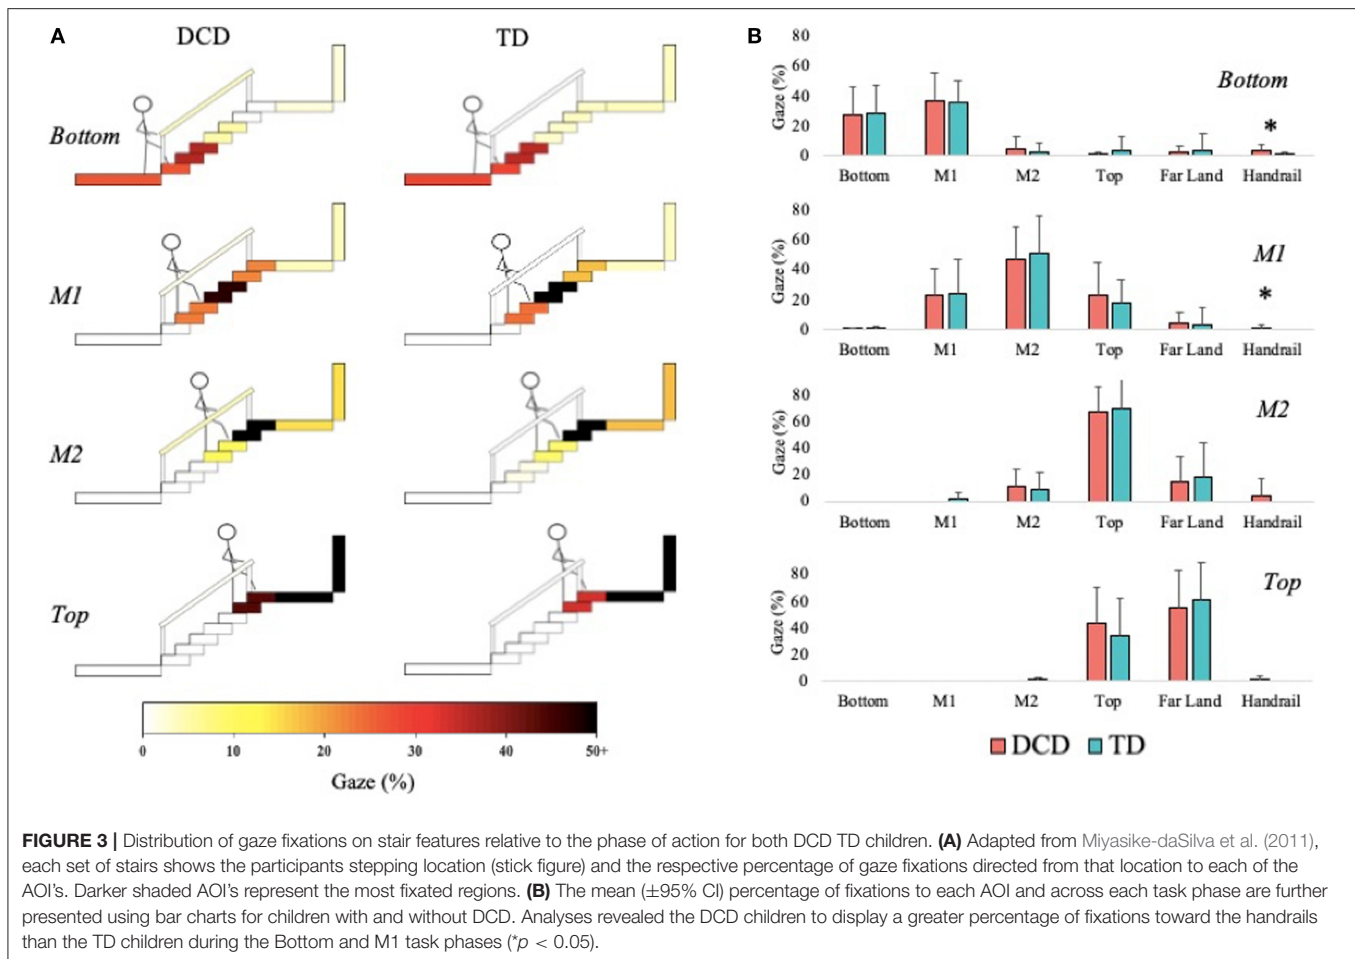 A
DCD
TD
Bottom
M1
M2
Top
0 10 20 30 40 50+
Gaze (%)
B
Gaze (%)
80
60
40
20
0
Bottom
*
Bottom M1 M2 Top Far Land Handrail
Gaze (%)
80
60
40
20
0
M1
*
Bottom M1 M2 Top Far Land Handrail
Gaze (%)
80
60
40
20
0
M2
Bottom M1 M2 Top Far Land Handrail
Gaze (%)
80
60
40
20
0
Top
Bottom M1 M2 Top Far Land Handrail
DCD TD
FIGURE 3 | Distribution of gaze fixations on stair features relative to the phase of action for both DCD TD children. (A) Adapted from Miyasike-daSilva et al. (2011),
each set of stairs shows the participants stepping location (stick figure) and the respective percentage of gaze fixations directed from that location to each of the
AOI's. Darker shaded AOI's represent the most fixated regions. (B) The mean (±95% CI) percentage of fixations to each AOI and across each task phase are further
presented using bar charts for children with and without DCD. Analyses revealed the DCD children to display a greater percentage of fixations toward the handrails
than the TD children during the Bottom and M1 task phases (*p < 0.05).